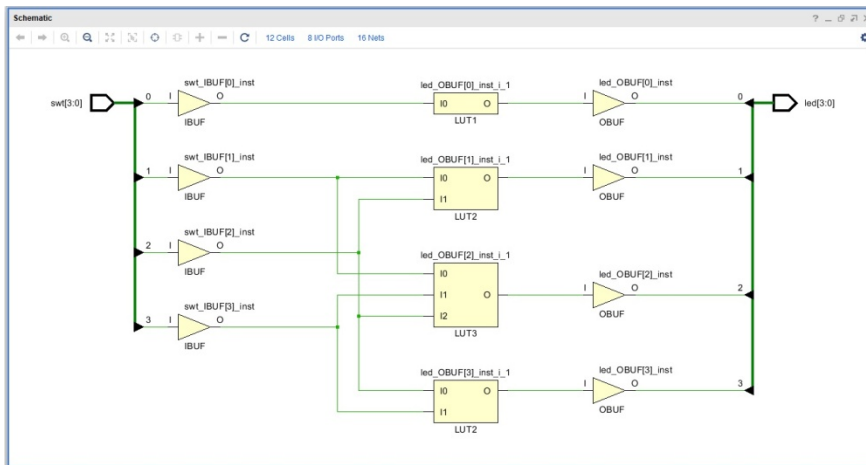 Schematic
12 Cells 8 I/O Ports 16 Nets
swt[3:0]
0 I swt_IBUF[0]_inst O
IBUF
1 I swt_IBUF[1]_inst O
IBUF
2 I swt_IBUF[2]_inst O
IBUF
3 I swt_IBUF[3]_inst O
IBUF
led_OBUF[0]_inst_i_1
I0 O
LUT1
led_OBUF[1]_inst_i_1
I0 O
I1
LUT2
led_OBUF[2]_inst_i_1
I0
I1 O
I2
LUT3
led_OBUF[3]_inst_i_1
I0 O
I1
LUT2
led_OBUF[0]_inst
I O 0
OBUF
led_OBUF[1]_inst
I O 1
OBUF
led_OBUF[2]_inst
I O 2
OBUF
led_OBUF[3]_inst
I O 3
OBUF
led[3:0]